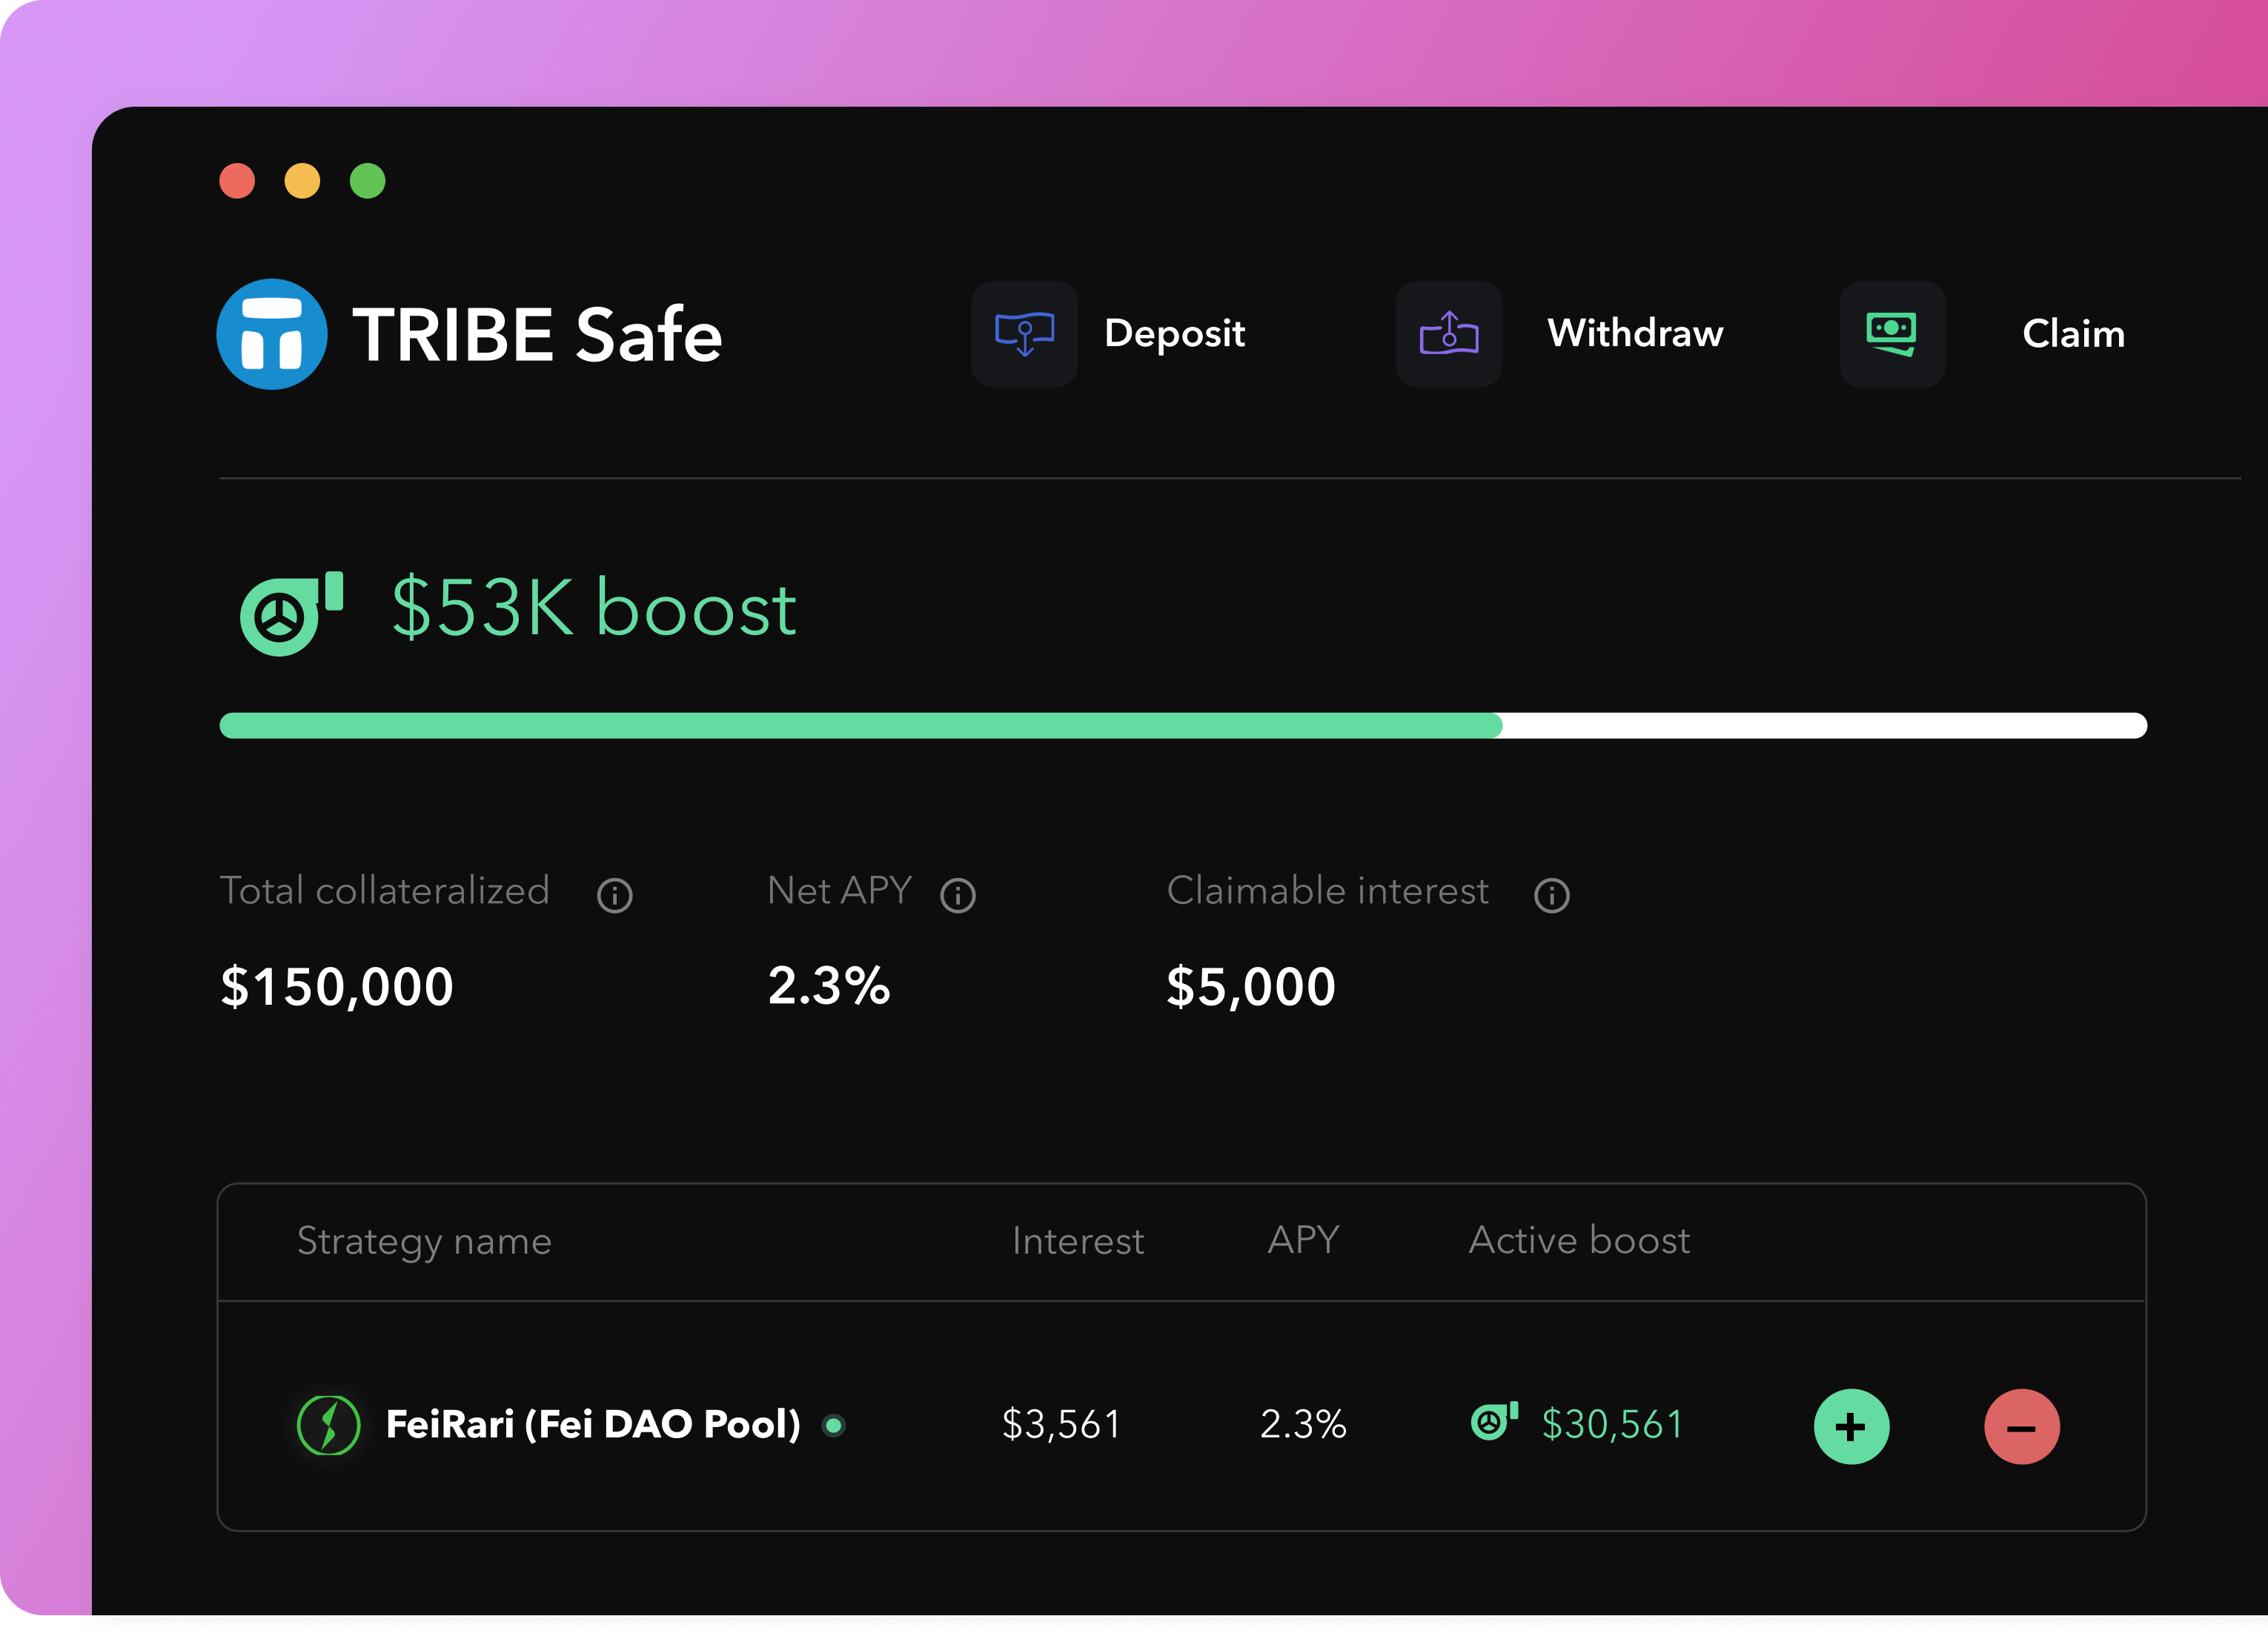 TRIBE Safe
Deposit
Withdraw
Claim
$53K boost
Total collateralized
Net APY
Claimable interest
$150,000
2.3%
$5,000
Strategy name
Interest
APY
Active boost
FeiRari (Fei DAO Pool)
$3,561
2.3%
$30,561
+
−